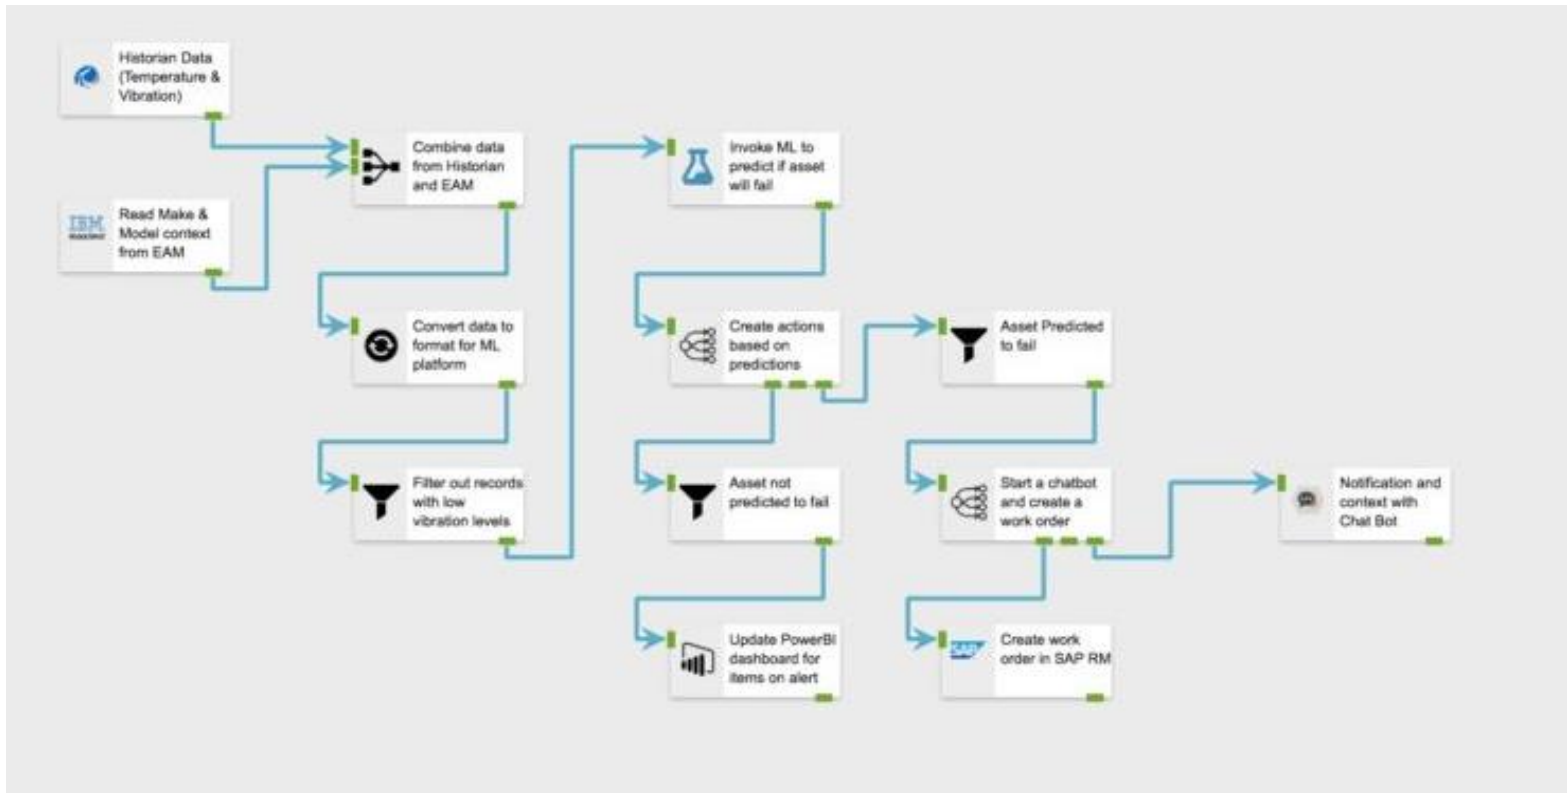 Historian Data
(Temperature &
Vibration)
IBM
Read Make &
Model context
from EAM
Combine data
from Historian
and EAM
Convert data to
format for ML
platform
Filter out records
with low
vibration levels
Invoke ML to
predict if asset
will fail
Create actions
based on
predictions
Asset not
predicted to fail
Update PowerBI
dashboard for
items on alert
Asset Predicted
to fail
Start a chatbot
and create a
work order
SAP
Create work
order in SAP RM
Notification and
context with
Chat Bot